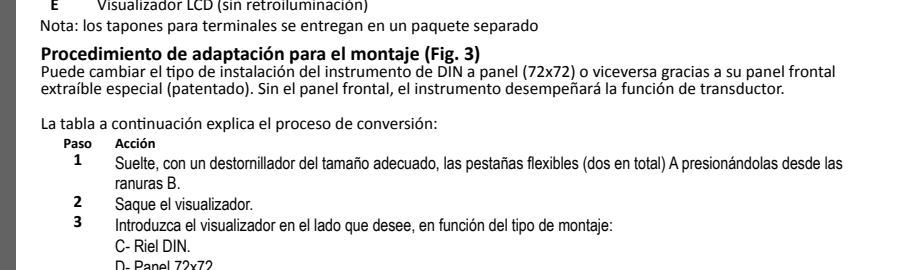 E Visualizador LCD (sin retroiluminación)
Nota: los tapones para terminales se entregan en un paquete separado
Procedimiento de adaptación para el montaje (Fig. 3)
Puede cambiar el tipo de instalación del instrumento de DIN a panel (72x72) o viceversa gracias a su panel frontal
extraíble especial (patentado). Sin el panel frontal, el instrumento desempeñará la función de transductor.
La tabla a continuación explica el proceso de conversión:
Paso Acción
1 Suelte, con un destornillador del tamaño adecuado, las pestañas flexibles (dos en total) A presionándolas desde las
ranuras B.
2 Saque el visualizador.
3 Introduzca el visualizador en el lado que desee, en función del tipo de montaje:
C- Riel DIN.
D- Panel 72x72